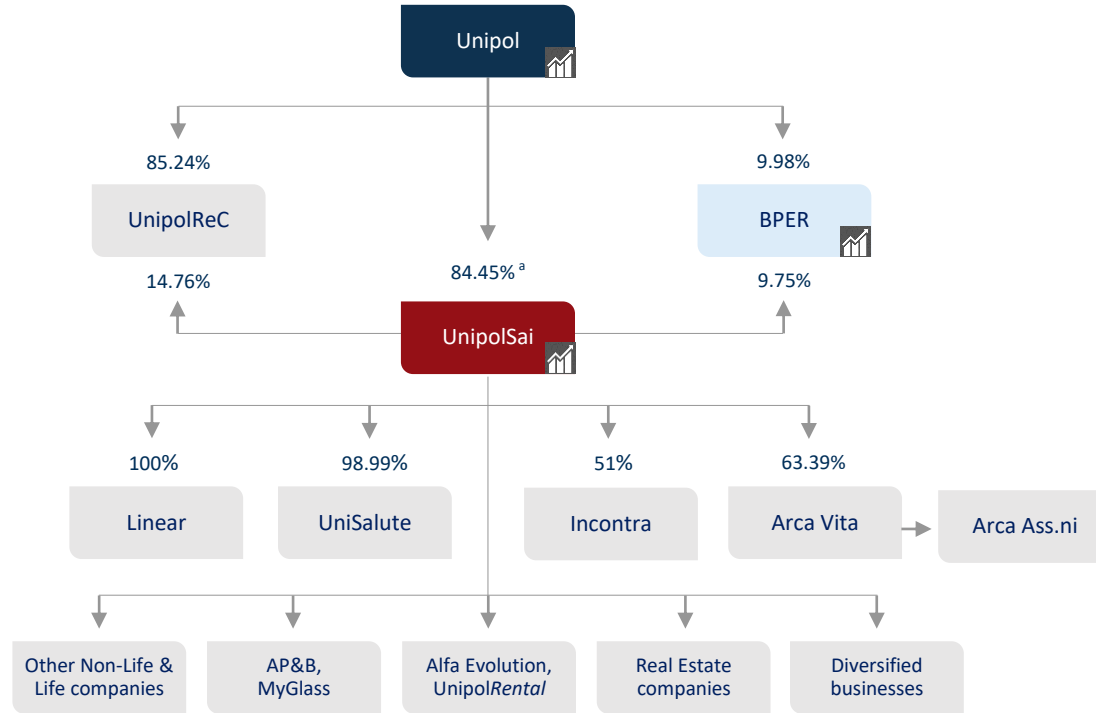 Unipol
85.24%
9.98%
UnipolReC
BPER
14.76%
84.45% a
9.75%
UnipolSai
100%
98.99%
51%
63.39%
Linear
UniSalute
Incontra
Arca Vita
Arca Ass.ni
Other Non-Life &
Life companies
AP&B,
MyGlass
Alfa Evolution,
UnipolRental
Real Estate
companies
Diversified
businesses